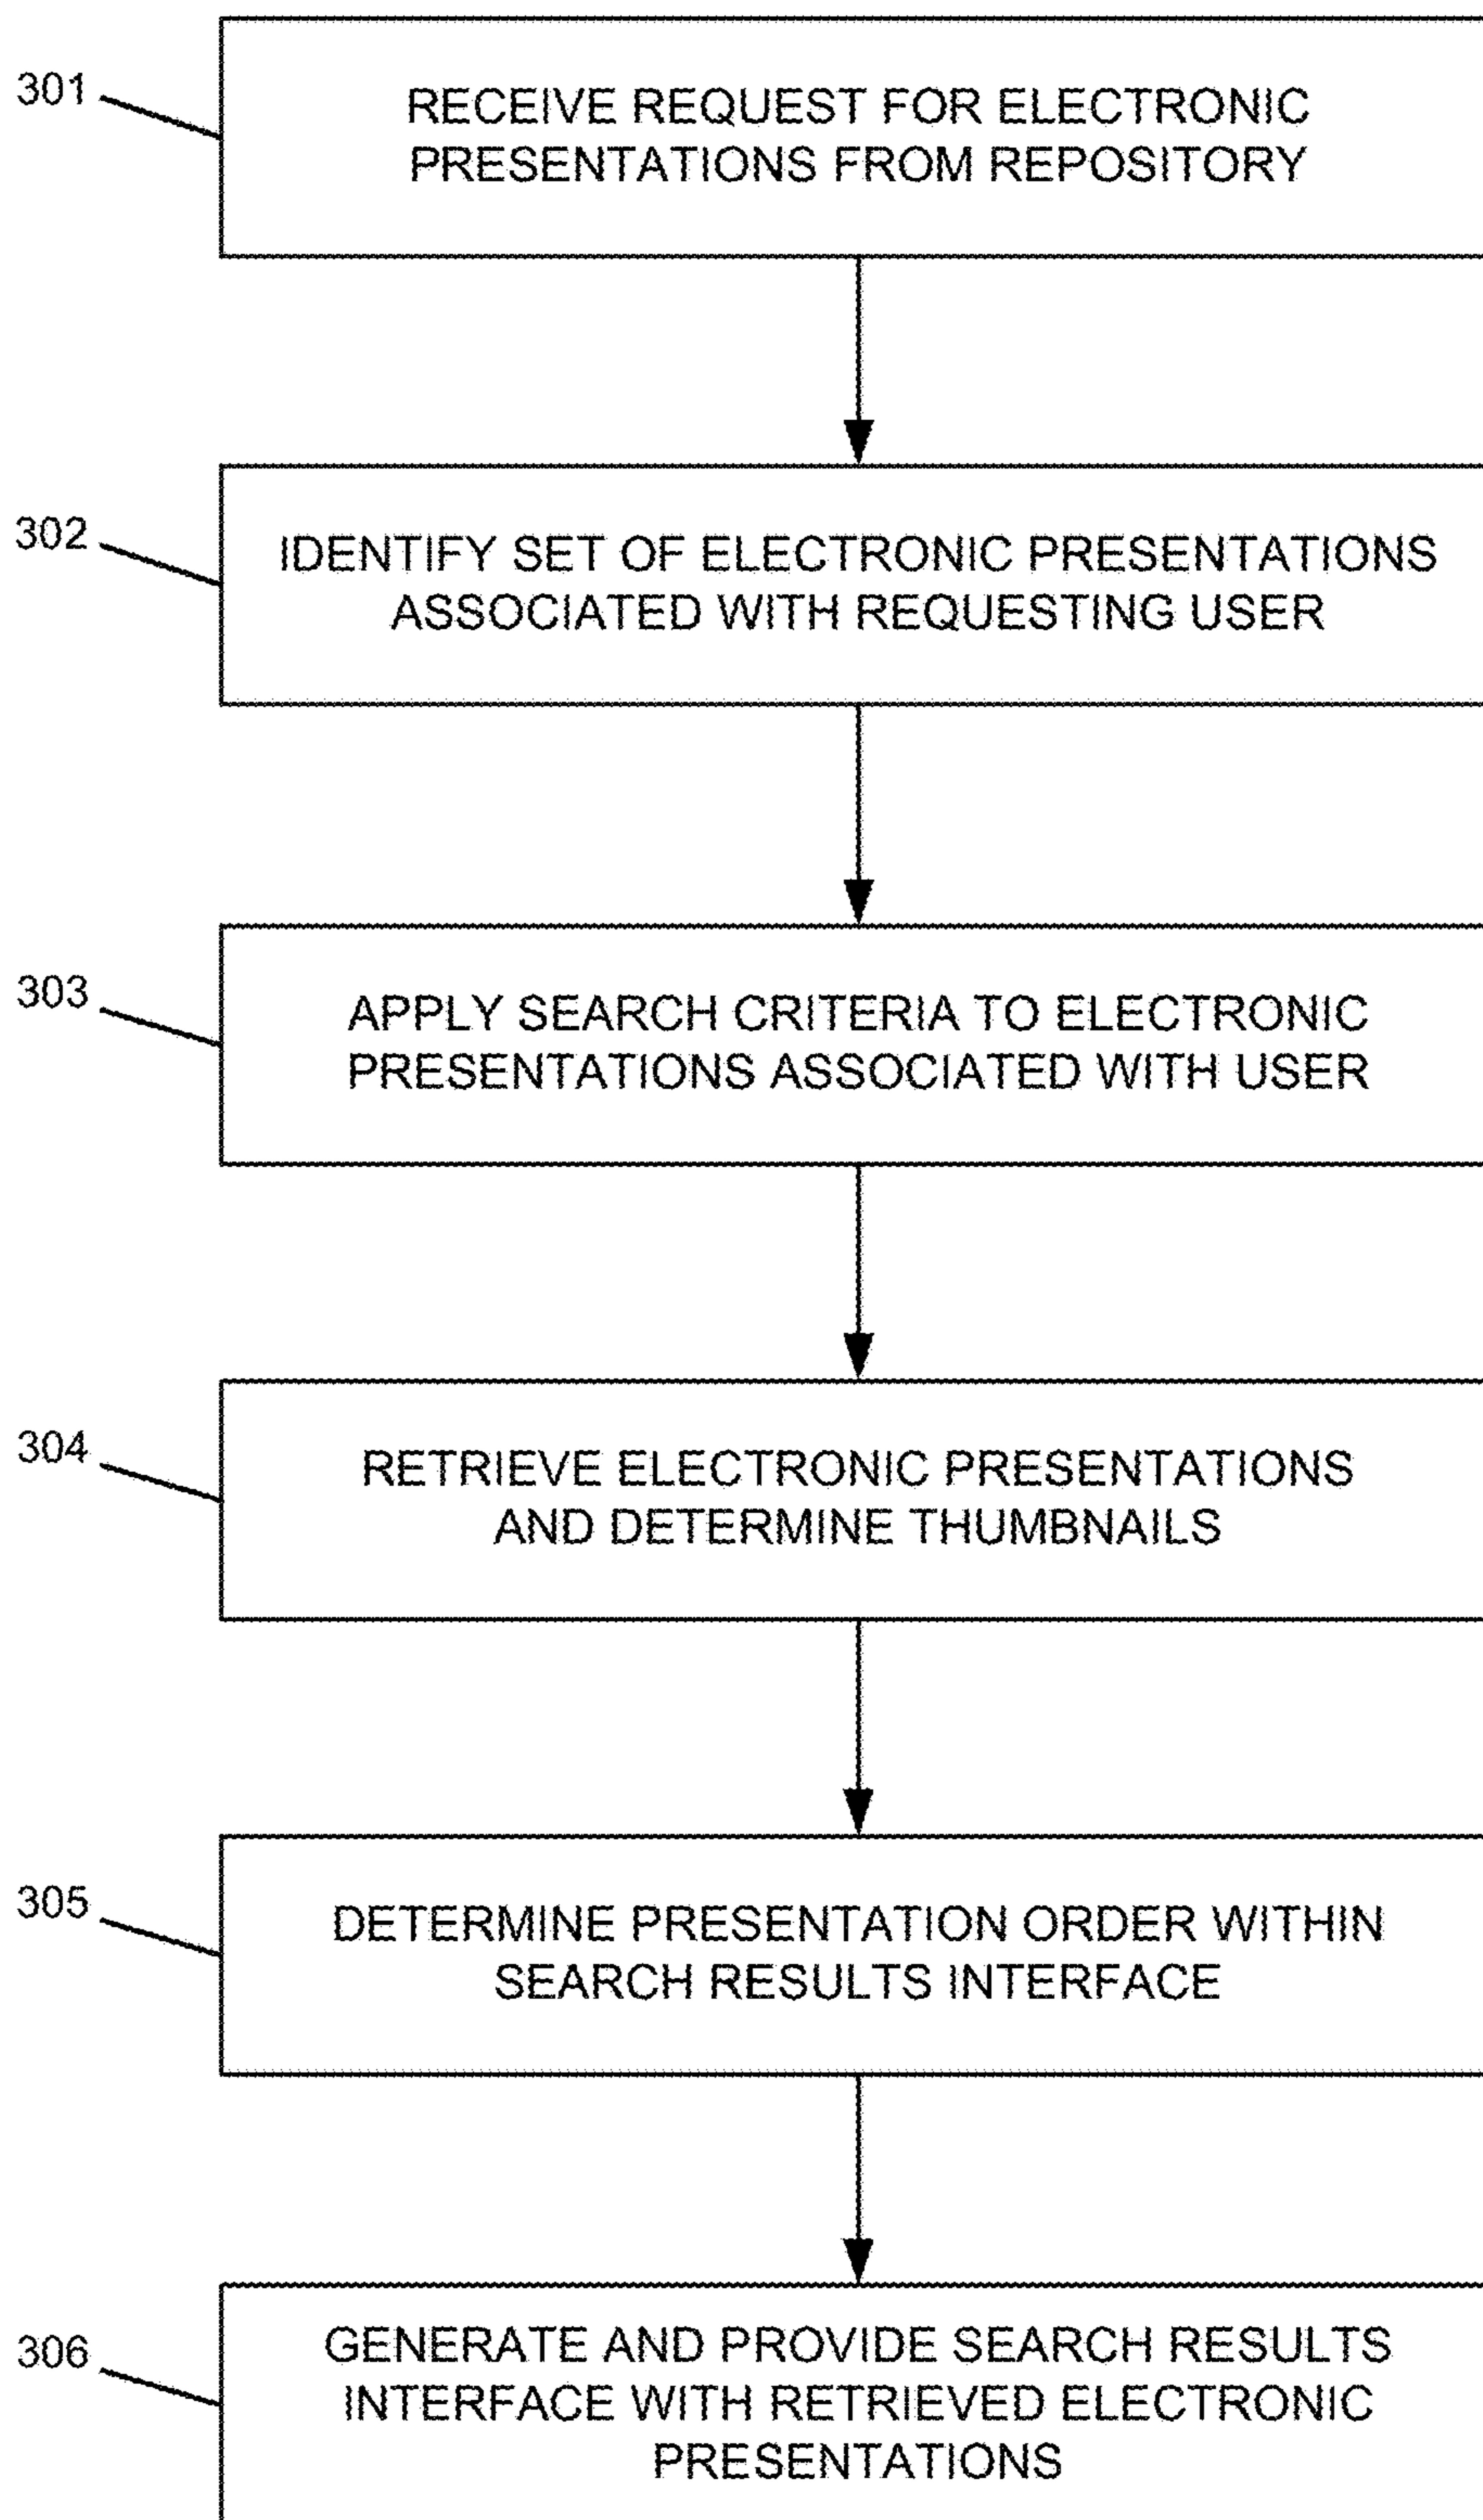 301
RECEIVE REQUEST FOR ELECTRONIC
PRESENTATIONS FROM REPOSITORY
302
IDENTIFY SET OF ELECTRONIC PRESENTATIONS
ASSOCIATED WITH REQUESTING USER
303
APPLY SEARCH CRITERIA TO ELECTRONIC
PRESENTATIONS ASSOCIATED WITH USER
304
RETRIEVE ELECTRONIC PRESENTATIONS
AND DETERMINE THUMBNAILS
305
DETERMINE PRESENTATION ORDER WITHIN
SEARCH RESULTS INTERFACE
306
GENERATE AND PROVIDE SEARCH RESULTS
INTERFACE WITH RETRIEVED ELECTRONIC
PRESENTATIONS